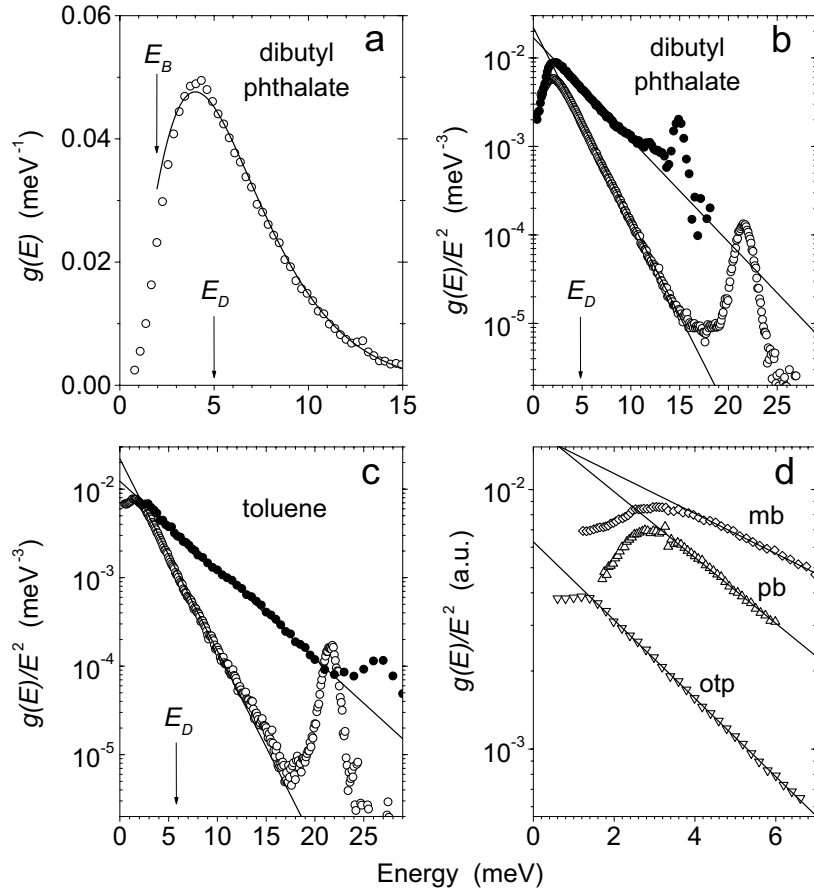 a
dibutyl
phthalate
E_B
E_D
g(E) (meV⁻¹)
0.06
0.04
0.02
0.00
0 5 10 15
b
dibutyl
phthalate
E_D
g(E)/E² (meV⁻³)
10⁻²
10⁻³
10⁻⁴
10⁻⁵
0 5 10 15 20 25
c
toluene
E_D
g(E)/E² (meV⁻³)
10⁻²
10⁻³
10⁻⁴
10⁻⁵
0 5 10 15 20 25
d
mb
pb
otp
g(E)/E² (a.u.)
10⁻²
10⁻³
0 2 4 6
Energy (meV)